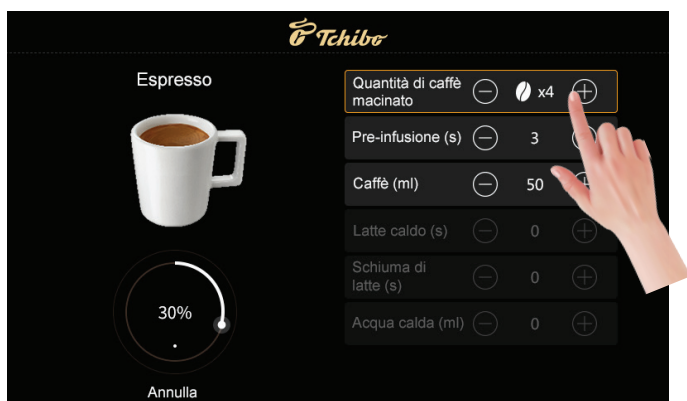 Tchibo
Espresso
30%
Annulla
Quantità di caffè
macinato
x4
Pre-infusione (s)
3
Caffè (ml)
50
Latte caldo (s)
0
Schiuma di
latte (s)
0
Acqua calda (ml)
0